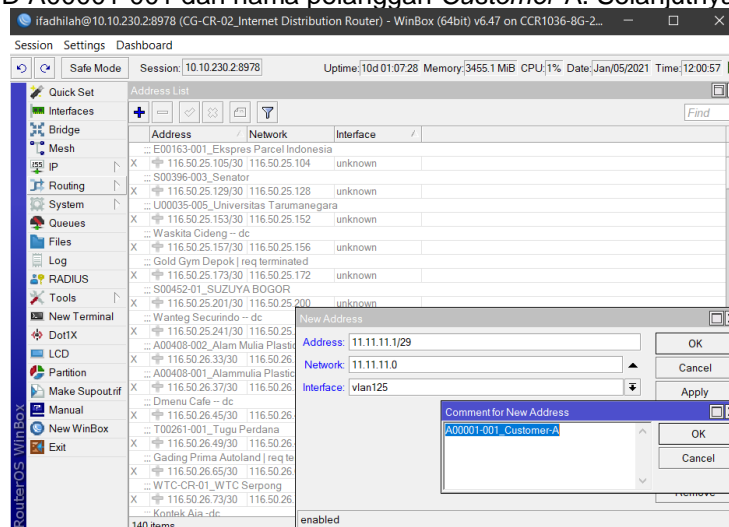 D A00001-001 dan nama pelanggan Customer-A. Selanjutnya
ifadhilah@10.10.230.2:8978 (CG-CR-02_Internet Distribution Router) - WinBox (64bit) v6.47 on CCR1036-8G-2...
Session Settings Dashboard
Safe Mode Session: 10.10.230.2:8978 Uptime: 10d 01:07:28 Memory: 3455.1 MiB CPU: 1% Date: Jan/05/2021 Time: 12:00:57
Quick Set
Interfaces
Bridge
Mesh
IP
Routing
System
Queues
Files
Log
RADIUS
Tools
New Terminal
Dot1X
LCD
Partition
Make Supout.rif
Manual
New WinBox
Exit
RouterOS WinBox
Address List
Find
Address Network Interface
::: E00163-001_Ekspres Parcel Indonesia
X 116.50.25.105/30 116.50.25.104 unknown
::: S00396-003_Senator
X 116.50.25.129/30 116.50.25.128 unknown
::: U00035-005_Universitas Tarumanegara
X 116.50.25.153/30 116.50.25.152 unknown
::: Waskita Cideng -- dc
X 116.50.25.157/30 116.50.25.156 unknown
::: Gold Gym Depok | req terminated
X 116.50.25.173/30 116.50.25.172 unknown
::: S00452-01_SUZUYA BOGOR
X 116.50.25.201/30 116.50.25.200 unknown
::: Wanteg Securindo -- dc
X 116.50.25.241/30 116.50.25.
::: A00408-002_Alam Mulia Plastic
X 116.50.26.33/30 116.50.26.
::: A00408-001_Alammulia Plastic
X 116.50.26.37/30 116.50.26.
::: Dmenu Cafe -- dc
X 116.50.26.45/30 116.50.26.
::: T00261-001_Tugu Perdana
X 116.50.26.49/30 116.50.26.
::: Gading Prima Autoland | req te
X 116.50.26.65/30 116.50.26.
::: WTC-CR-01_WTC Serpong
X 116.50.26.73/30 116.50.26.
::: Kontek Aja -dc
140 items
New Address
Address: 11.11.11.1/29
Network: 11.11.11.0
Interface: vlan125
OK
Cancel
Apply
Remove
enabled
Comment for New Address
A00001-001_Customer-A
OK
Cancel